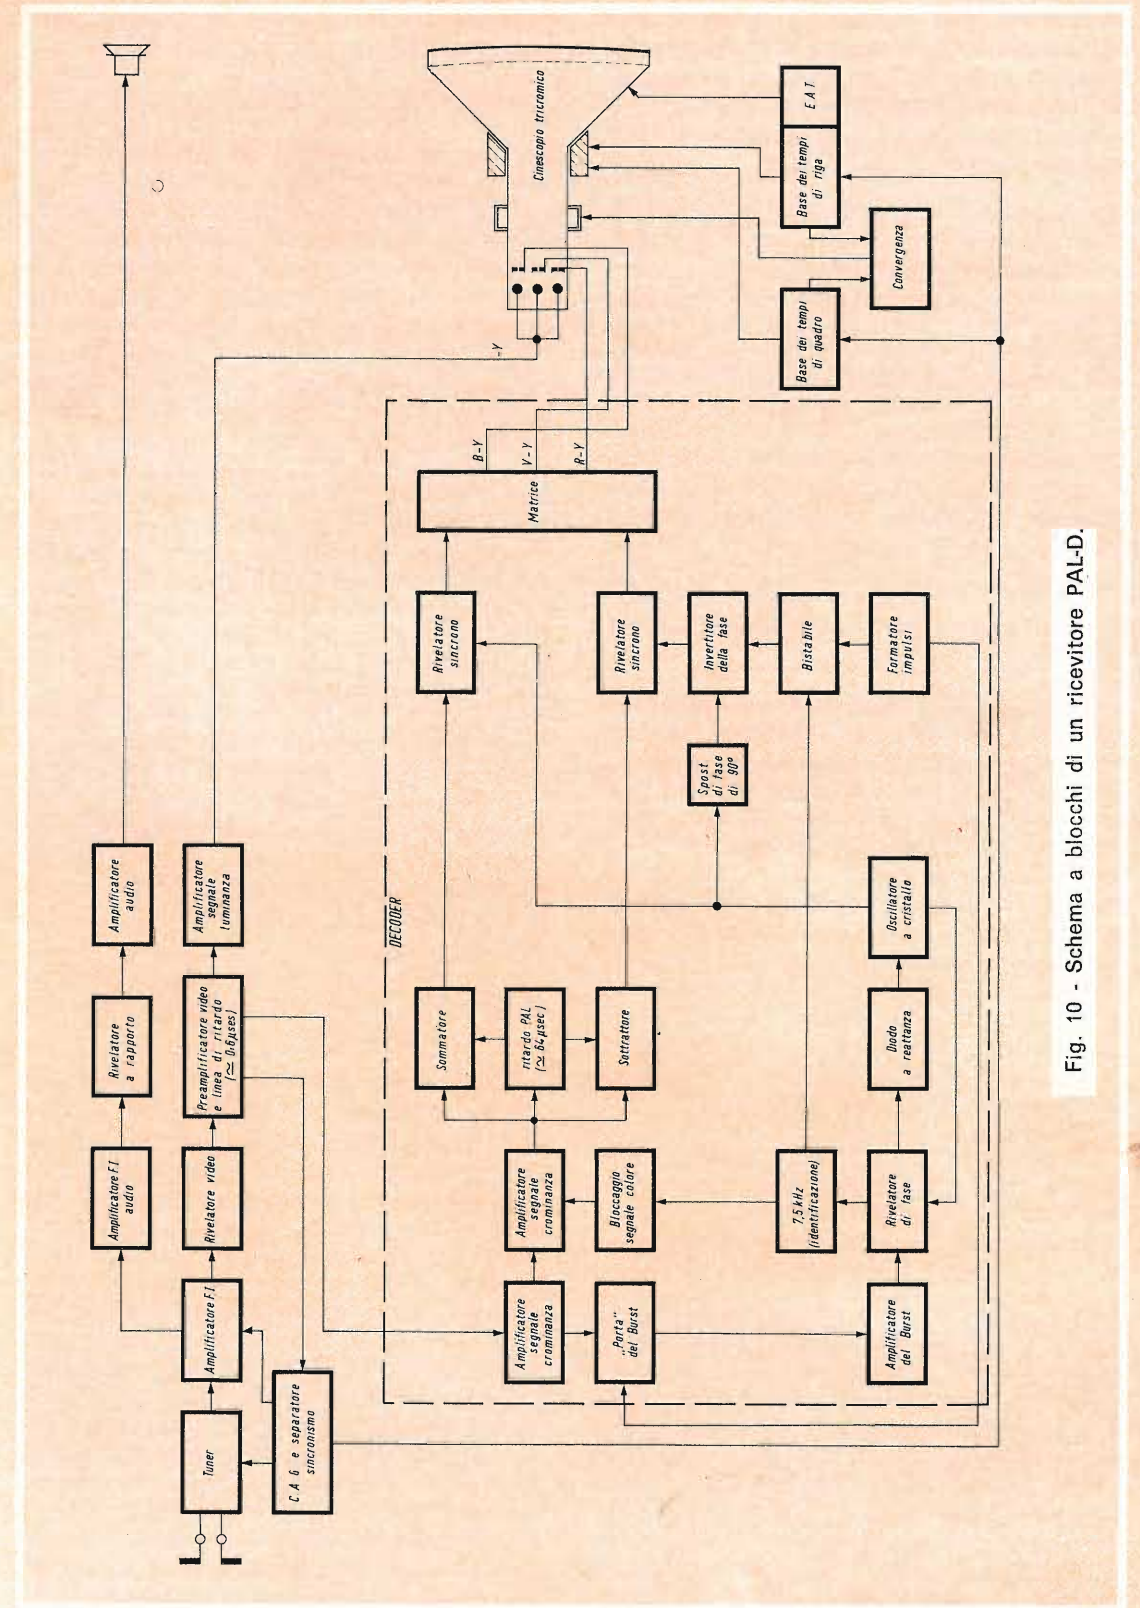 Amplificatore F.I
audio
Rivelatore
a rapporto
Amplificatore
audio
Tuner
Amplificatore F.I
Rivelatore video
Preamplificatore video
e linea di ritardo
(≃ 0,6 μses)
Amplificatore
segnale
luminanza
-Y
C.A G e separatore
sincronismo
DECODER
Amplificatore
segnale
crominanza
Amplificatore
segnale
crominanza
Sommatore
Rivelatore
sincrono
ritardo PAL
(≃ 64 μsec)
"Porta"
del Burst
Bloccaggio
segnale colore
Sottrattore
Rivelatore
sincrono
Matrice
B-Y
V-Y
R-Y
Cinescopio tricromico
Spost
di fase
di 90°
Invertitore
della fase
7,5 kHz
(identificazione)
Bistabile
Amplificatore
del Burst
Rivelatore
di fase
Diodo
a reattanza
Oscillatore
a cristallo
Formatore
impulsi
Base dei tempi
di quadro
Base dei tempi
di riga
E.A.T.
Convergenza
Fig. 10 - Schema a blocchi di un ricevitore PAL-D.